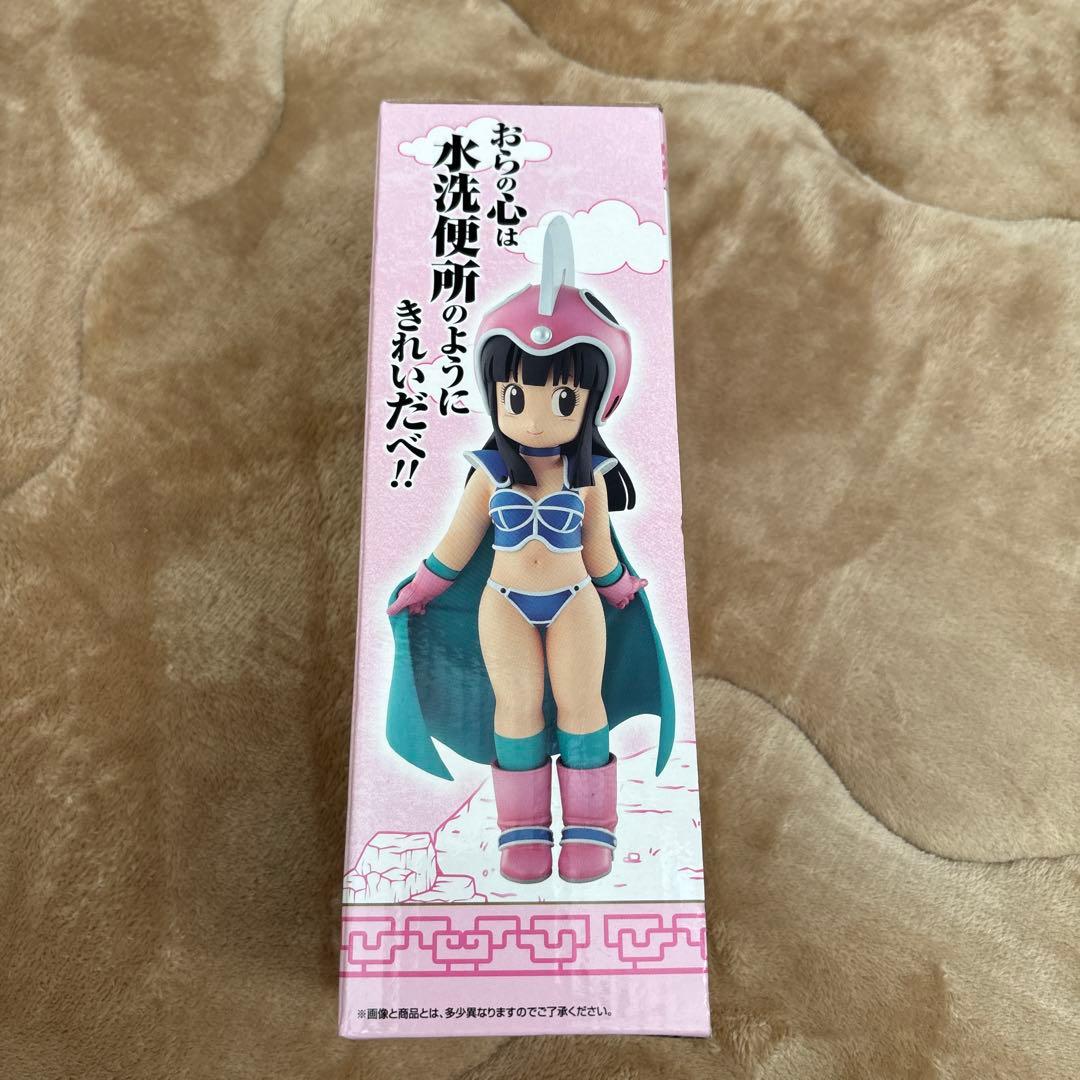 おらの心は
水洗便所のように
きれいだべ!!
※画像と商品とは、多少異なりますのでご了承ください。